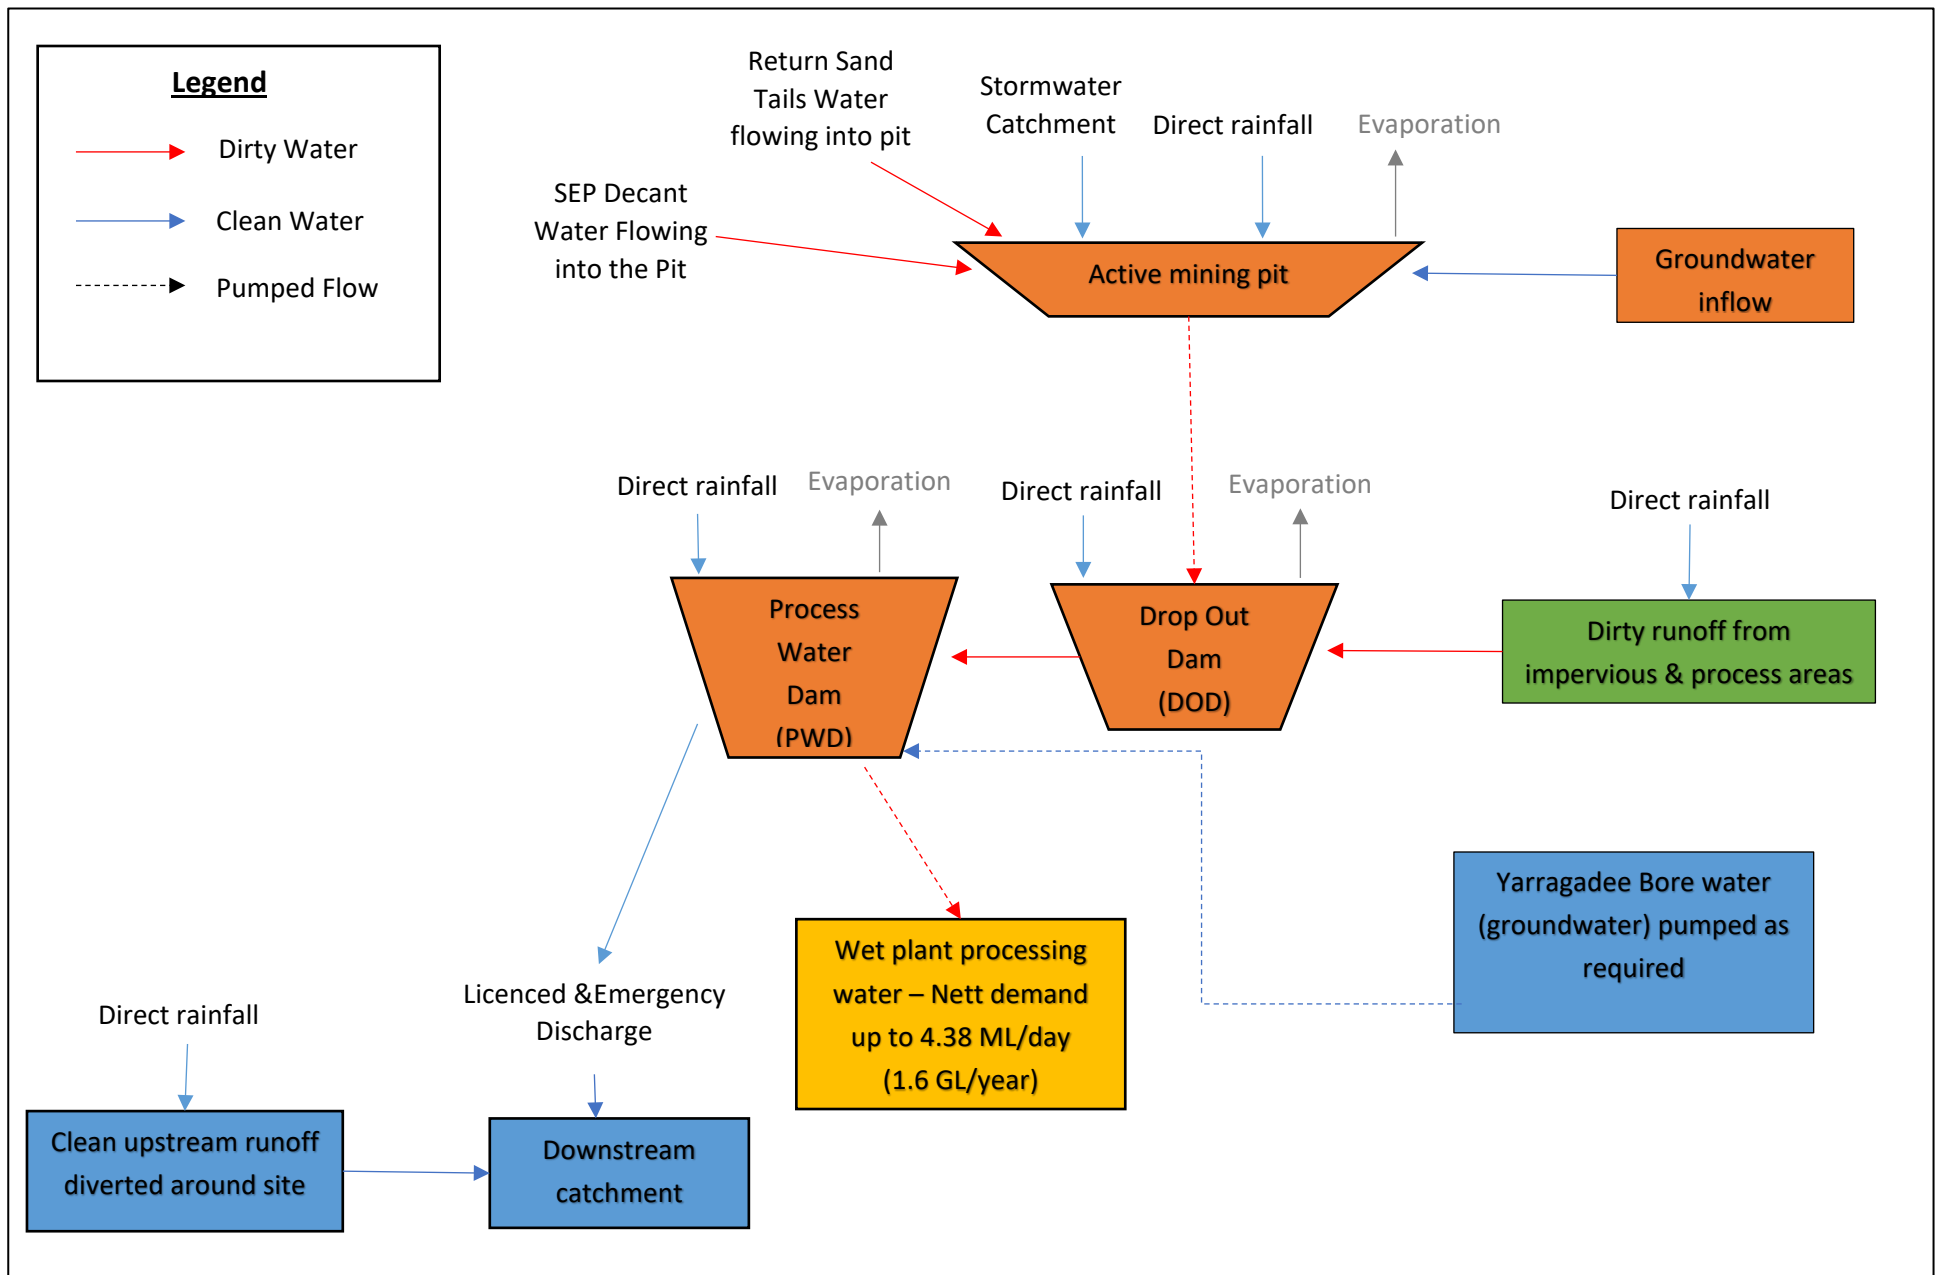 Legend
Dirty Water
Clean Water
Pumped Flow
Return Sand
Tails Water
flowing into pit
Stormwater
Catchment
Direct rainfall
Evaporation
SEP Decant
Water Flowing
into the Pit
Active mining pit
Groundwater
inflow
Direct rainfall
Evaporation
Direct rainfall
Evaporation
Direct rainfall
Process
Water
Dam
(PWD)
Drop Out
Dam
(DOD)
Dirty runoff from
impervious & process areas
Yarragadee Bore water
(groundwater) pumped as
required
Wet plant processing
water – Nett demand
up to 4.38 ML/day
(1.6 GL/year)
Licenced &Emergency
Discharge
Direct rainfall
Clean upstream runoff
diverted around site
Downstream
catchment